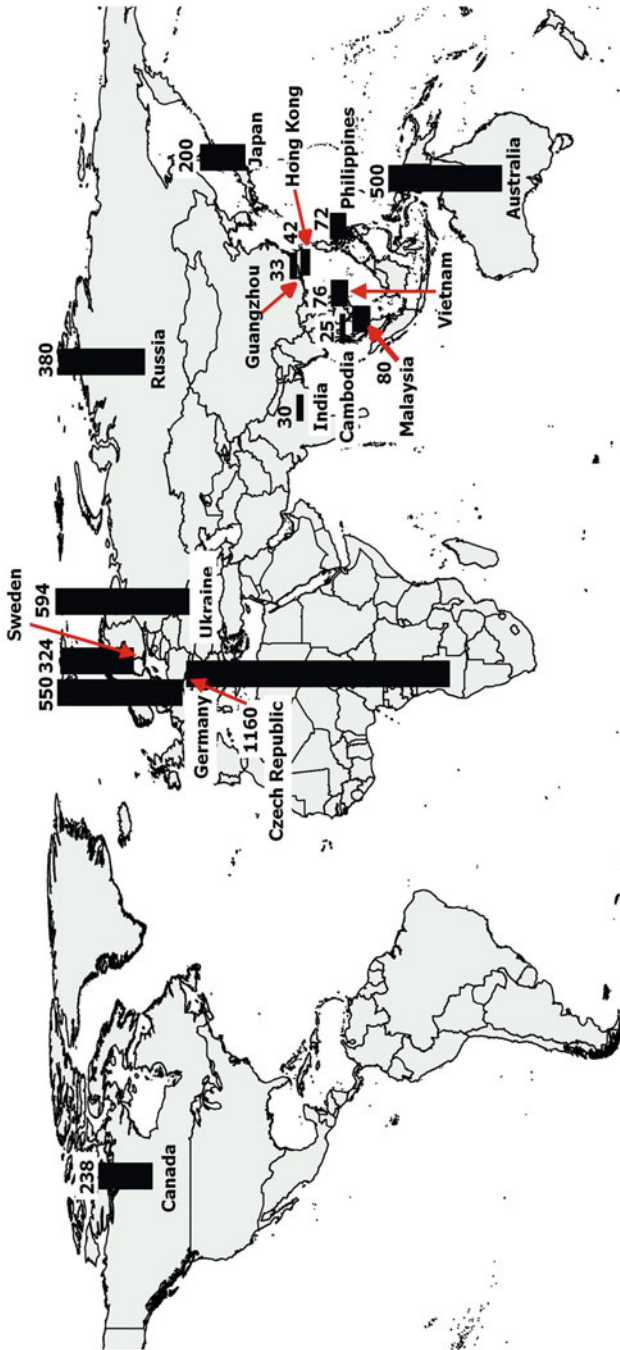 238
Canada
550
324
Sweden
594
Ukraine
Germany
1160
Czech Republic
380
Russia
200
Japan
Hong Kong
Guangzhou
33
42
72
Philippines
76
25
30
India
Cambodia
80
Malaysia
Vietnam
500
Australia